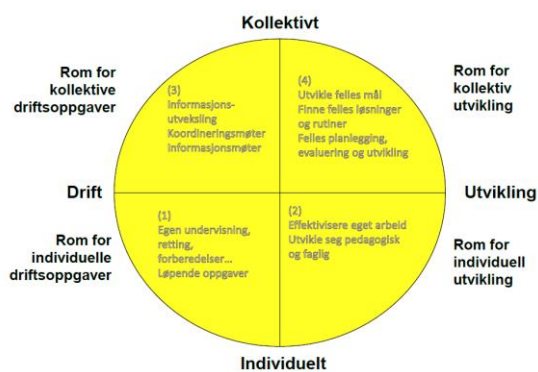 Kollektivt
Rom for
kollektive
driftsoppgaver
(3)
Informasjons-
utveksling
Koordineringsmøter
Informasjonsmøter
(4)
Utvikle felles mål
Finne felles løsninger
og rutiner
Felles planlegging,
evaluering og utvikling
Rom for
kollektiv
utvikling
Drift
Utvikling
Rom for
individuelle
driftsoppgaver
(1)
Egen undervisning,
retting,
forberedelser...
Løpende oppgaver
(2)
Effektivisere eget arbeid
Utvikle seg pedagogisk
og faglig
Rom for
individuell
utvikling
Individuelt